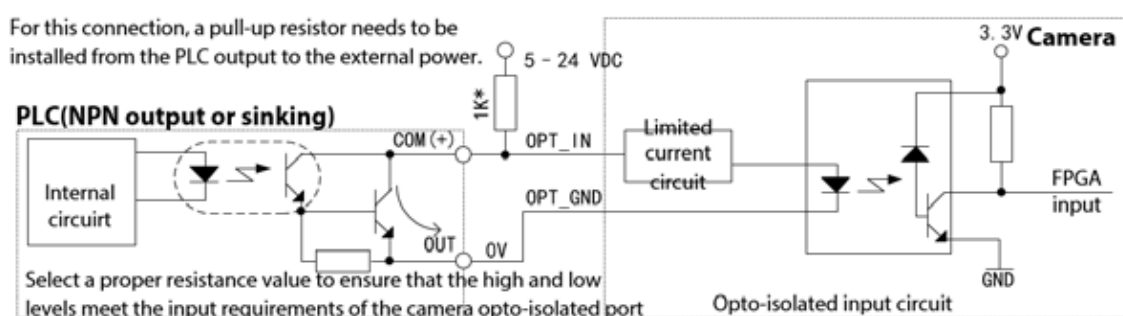 For this connection, a pull-up resistor needs to be
installed from the PLC output to the external power.
5 - 24 VDC
3. 3V Camera
1K*
PLC(NPN output or sinking)
COM(+)
OPT_IN
Limited
current
circuit
Internal
circuirt
OPT_GND
FPGA
input
OUT
0V
GND
Select a proper resistance value to ensure that the high and low
levels meet the input requirements of the camera opto-isolated port
Opto-isolated input circuit